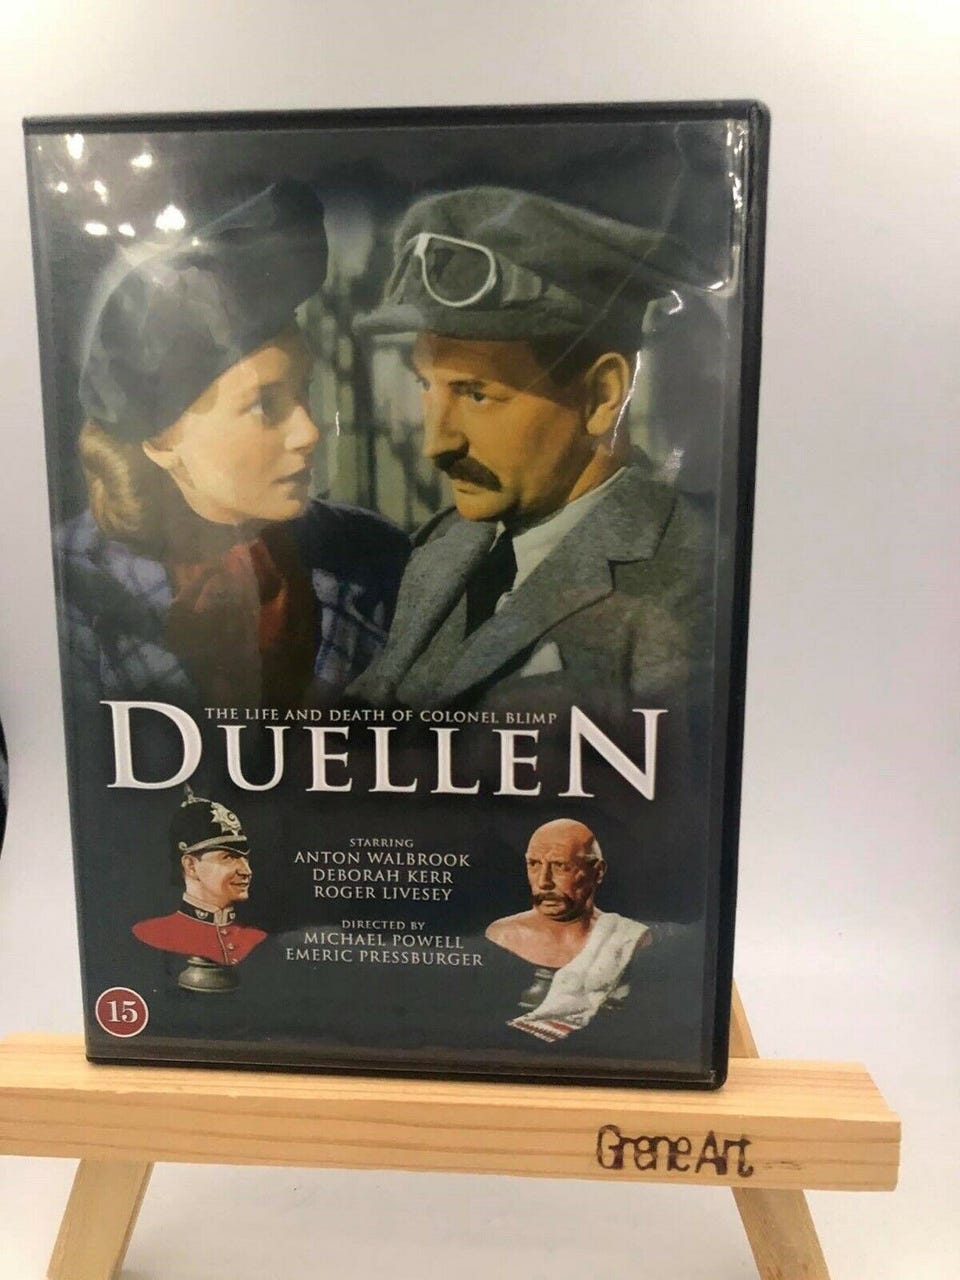 THE LIFE AND DEATH OF COLONEL BLIMP
DUELLEN
STARRING
ANTON WALBROOK
DEBORAH KERR
ROGER LIVESEY
DIRECTED BY
MICHAEL POWELL
EMERIC PRESSBURGER
15
Grene Art